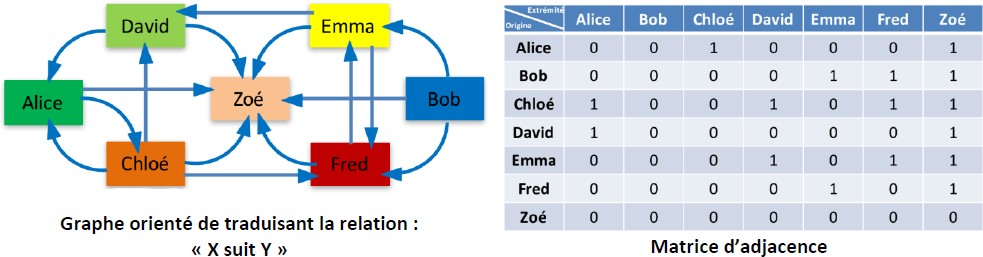 David
Emma
Alice
Zoé
Bob
Chloé
Fred
Graphe orienté de traduisant la relation :
« X suit Y »
Extrémité
Origine
Alice Bob Chloé David Emma Fred Zoé
Alice 0 0 1 0 0 0 1
Bob 0 0 0 0 1 1 1
Chloé 1 0 0 1 0 1 1
David 1 0 0 0 0 0 1
Emma 0 0 0 1 0 1 1
Fred 0 0 0 0 1 0 1
Zoé 0 0 0 0 0 0 0
Matrice d’adjacence